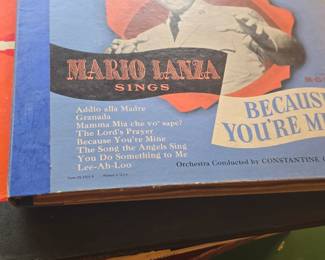 MARIO LANZA
SINGS
Addio alla Madre
Granada
Mamma Mia che vo' sape?
The Lord's Prayer
Because You're Mine
The Song the Angels Sing
You Do Something to Me
Lee-Ah-Loo
BECAUSE
YOU'RE M
Orchestra Conducted by CONSTANTINE